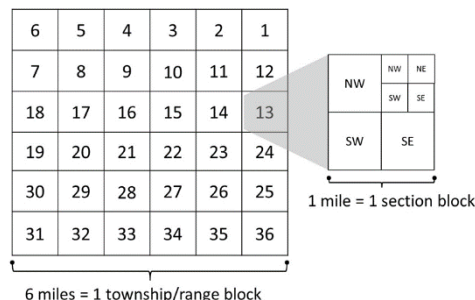 6 5 4 3 2 1
7 8 9 10 11 12
18 17 16 15 14 13
19 20 21 22 23 24
30 29 28 27 26 25
31 32 33 34 35 36
6 miles = 1 township/range block
NW NW NE
SW SE
SW SE
1 mile = 1 section block